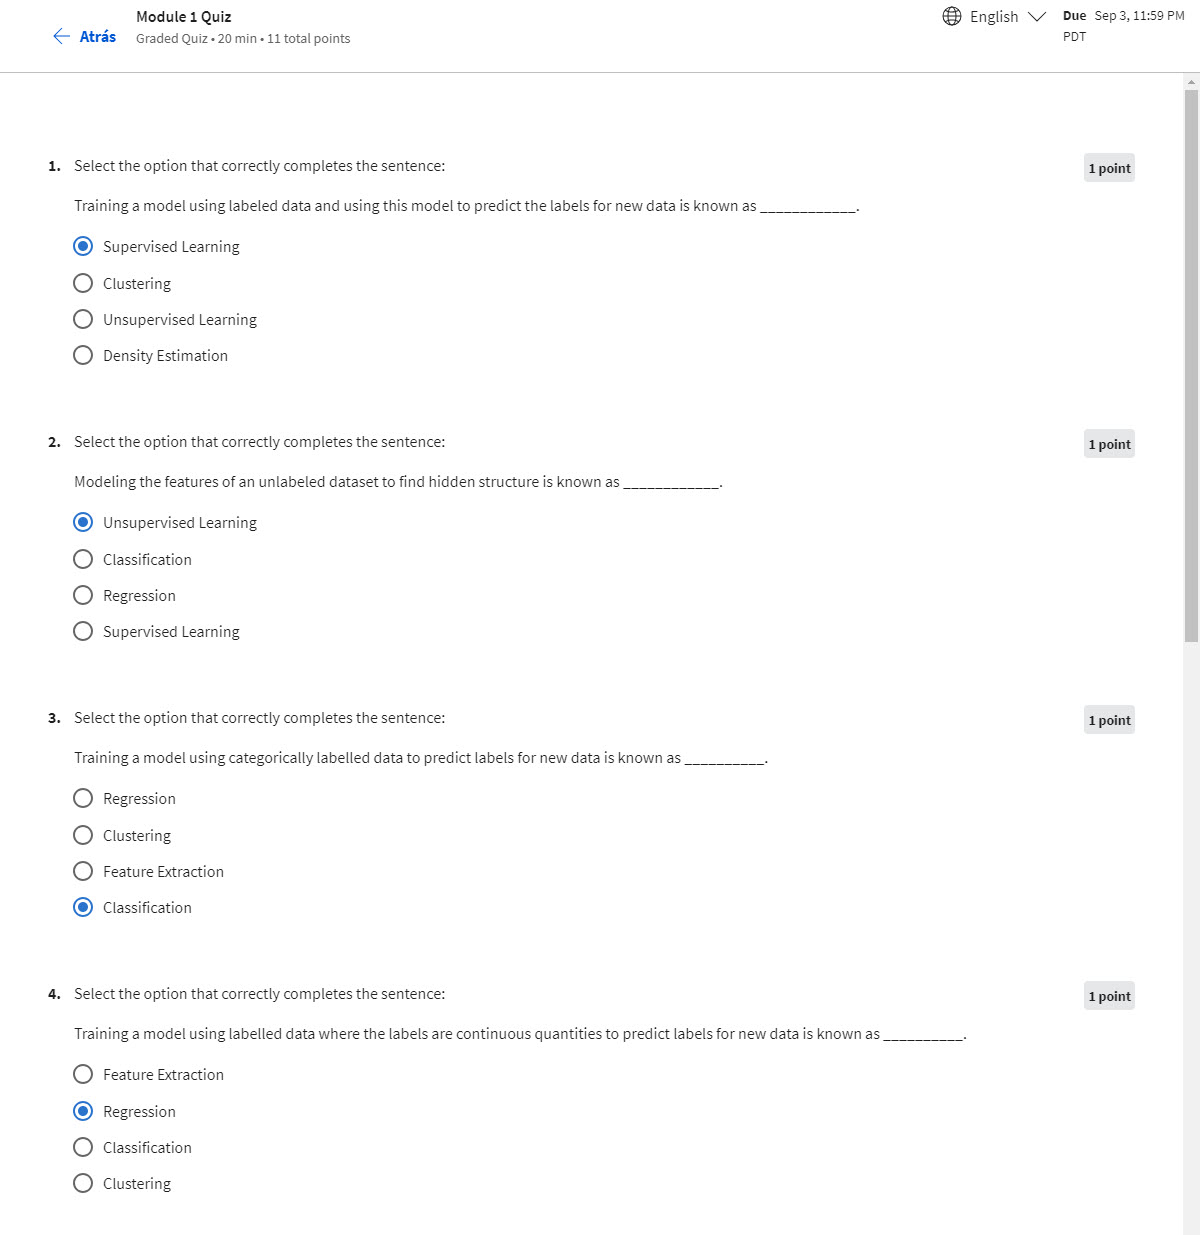 Atrás
Module 1 Quiz
Graded Quiz • 20 min • 11 total points
English
Due Sep 3, 11:59 PM
PDT
1. Select the option that correctly completes the sentence:
1 point
Training a model using labeled data and using this model to predict the labels for new data is known as ____________.
Supervised Learning
Clustering
Unsupervised Learning
Density Estimation
2. Select the option that correctly completes the sentence:
1 point
Modeling the features of an unlabeled dataset to find hidden structure is known as ____________.
Unsupervised Learning
Classification
Regression
Supervised Learning
3. Select the option that correctly completes the sentence:
1 point
Training a model using categorically labelled data to predict labels for new data is known as __________.
Regression
Clustering
Feature Extraction
Classification
4. Select the option that correctly completes the sentence:
1 point
Training a model using labelled data where the labels are continuous quantities to predict labels for new data is known as __________.
Feature Extraction
Regression
Classification
Clustering